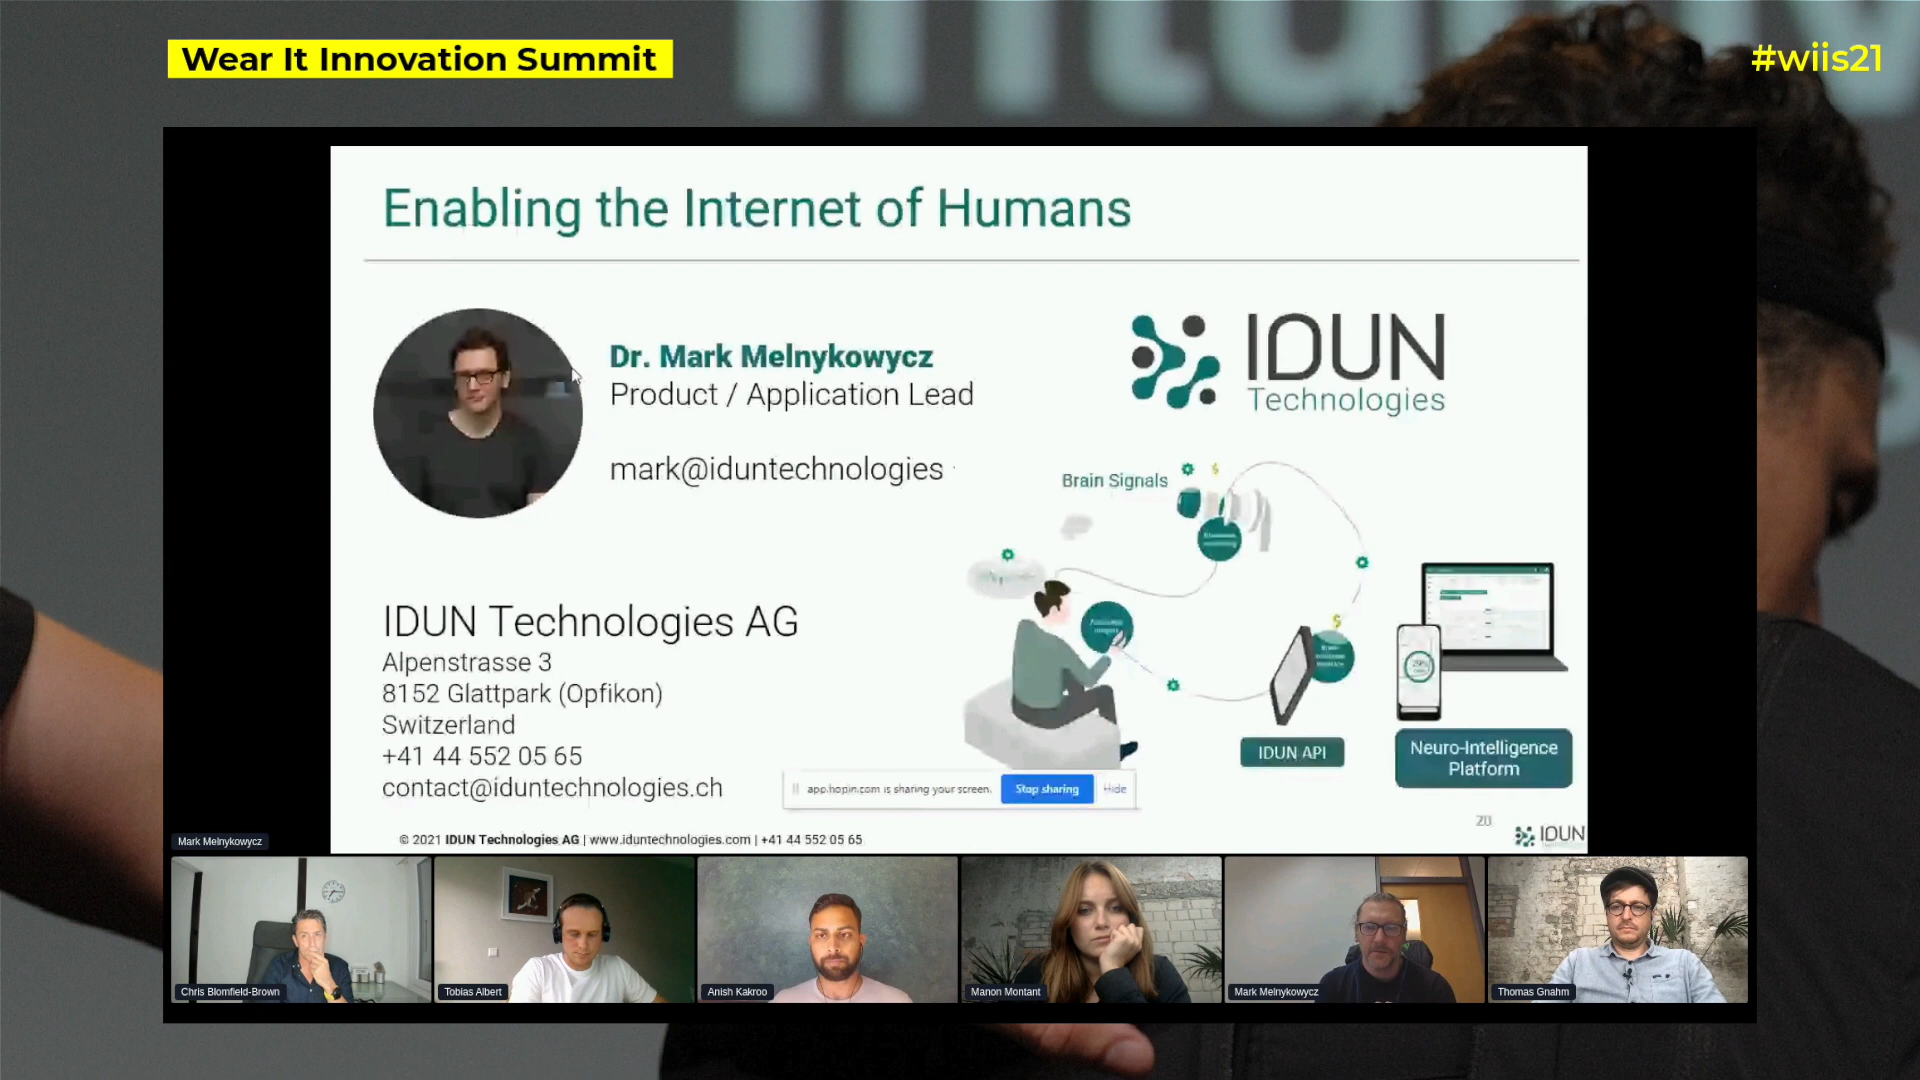 Wear It Innovation Summit
#wiis21
Enabling the Internet of Humans
Dr. Mark Melnykowycz
Product / Application Lead
mark@iduntechnologies
IDUN
Technologies
Brain Signals
IDUN Technologies AG
Alpenstrasse 3
8152 Glattpark (Opfikon)
Switzerland
+41 44 552 05 65
contact@iduntechnologies.ch
IDUN API
Neuro-Intelligence
Platform
app.hopin.com is sharing your screen.
Stop sharing
Hide
20
© 2021 IDUN Technologies AG | www.iduntechnologies.com | +41 44 552 05 65
IDUN
Mark Melnykowycz
Chris Blomfield-Brown
Tobias Albert
Anish Kakroo
Manon Montant
Mark Melnykowycz
Thomas Gnahm